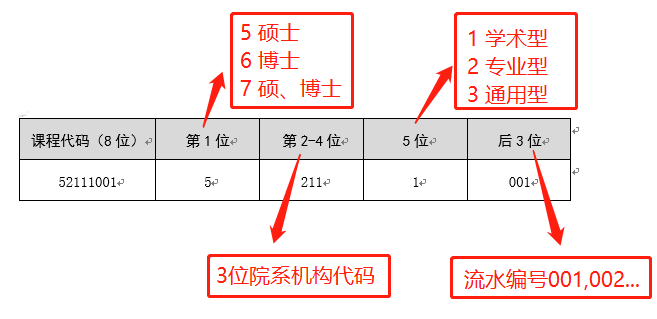 5 硕士
6 博士
7 硕、博士
1 学术型
2 专业型
3 通用型
课程代码（8 位） 第 1 位 第 2-4 位 5 位 后 3 位
52111001 5 211 1 001
3位院系机构代码
流水编号001,002...